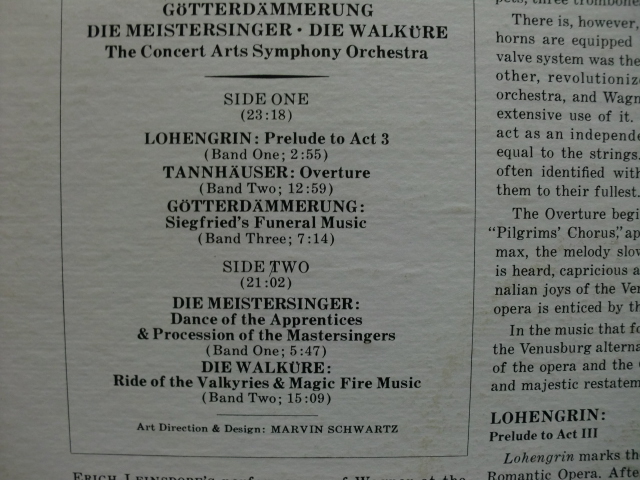 GÖTTERDÄMMERUNG
DIE MEISTERSINGER · DIE WALKÜRE
The Concert Arts Symphony Orchestra
SIDE ONE
(23:18)
LOHENGRIN: Prelude to Act 3
(Band One; 2:55)
TANNHÄUSER: Overture
(Band Two; 12:59)
GÖTTERDÄMMERUNG:
Siegfried's Funeral Music
(Band Three; 7:14)
SIDE TWO
(21:02)
DIE MEISTERSINGER:
Dance of the Apprentices
& Procession of the Mastersingers
(Band One; 5:47)
DIE WALKÜRE:
Ride of the Valkyries & Magic Fire Music
(Band Two; 15:09)
Art Direction & Design: MARVIN SCHWARTZ
of Wagner at the
There is, however,
horns are equipped
valve system was the
other, revolutioniz
orchestra, and Wagn
extensive use of it.
act as an independe
equal to the strings,
often identified with
them to their fullest.
The Overture begi
"Pilgrims' Chorus," ap
max, the melody slow
is heard, capricious a
nalian joys of the Ven
opera is enticed by th
In the music that fo
the Venusburg alterna
of the opera and the
and majestic restatem
LOHENGRIN:
Prelude to Act III
Lohengrin marks th
Romantic Opera. Afte